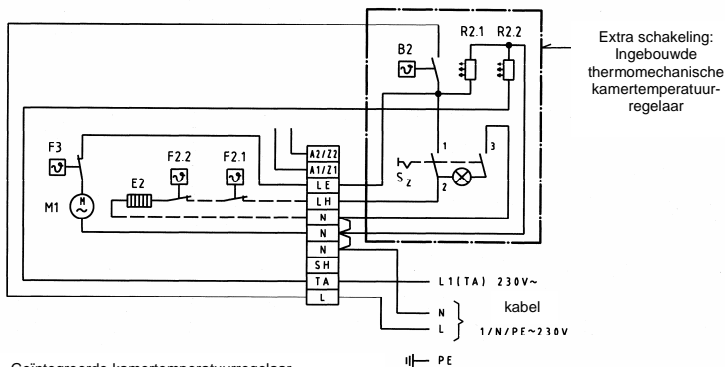 R2.1 R2.2
B2
Extra schakeling:
Ingebouwde
thermomechanische
kamertemperatuur-
regelaar
F3
F2.2 F2.1
E2
M1
M
A2/Z2
A1/Z1
LE
LH
N
N
N
SH
TA
L
1
3
S Z
2
L1(TA) 230V~
kabel
N
L
1/N/PE~230V
PE
Geïntegreerde kamertemperatuurregelaar